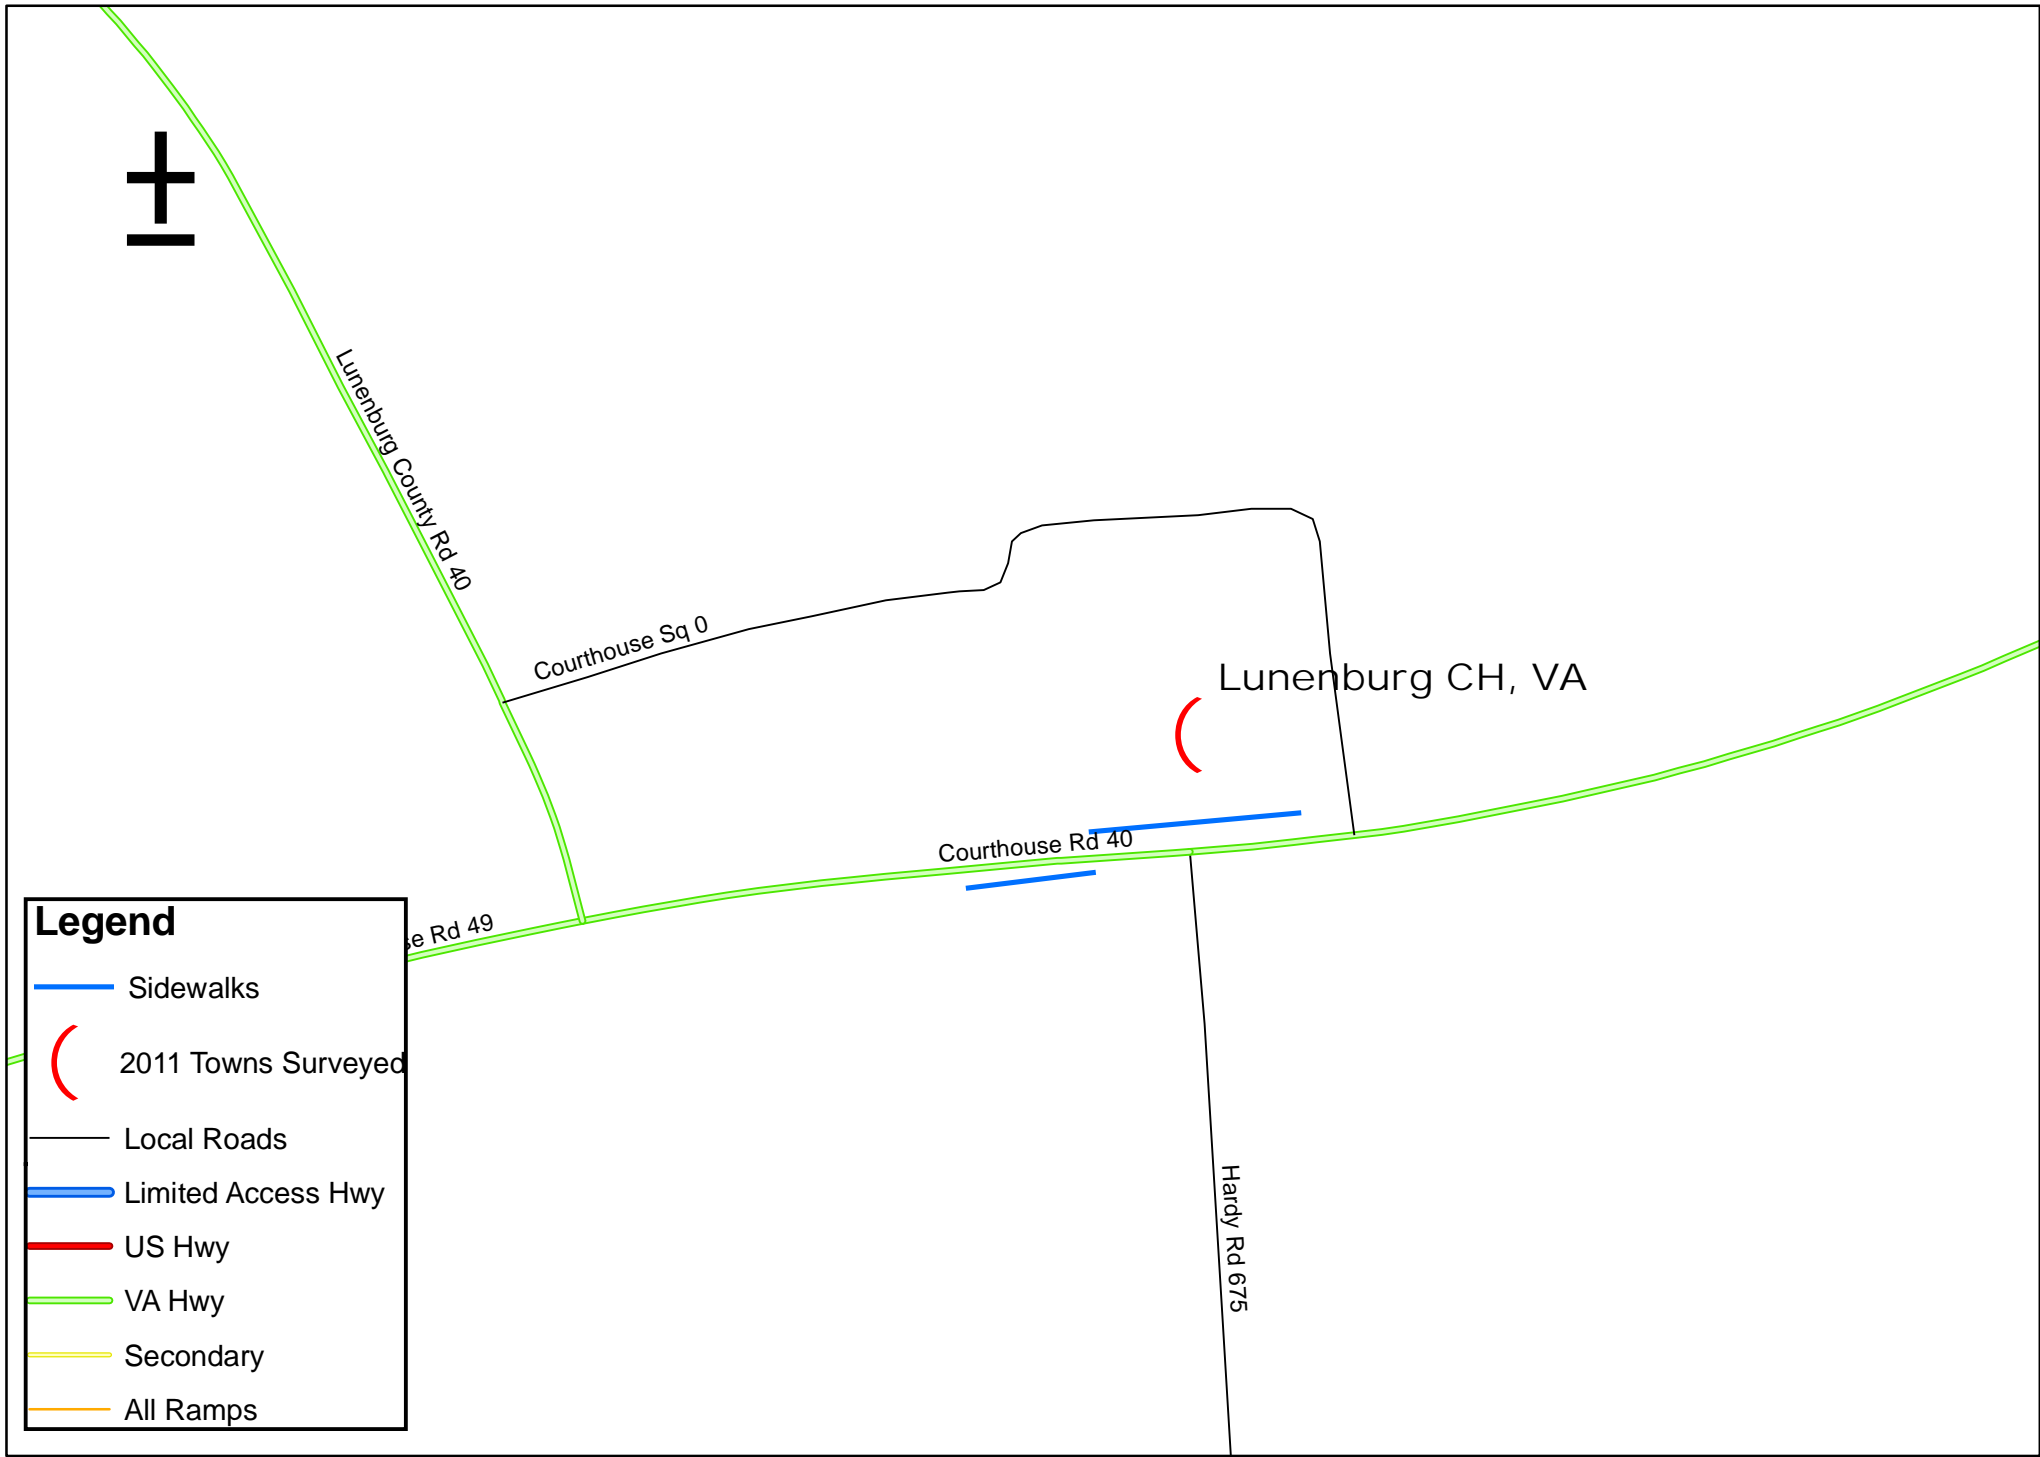 ±
Lunenburg County Rd 40
Courthouse Sq 0
Lunenburg CH, VA
Courthouse Rd 40
se Rd 49
Hardy Rd 675
Legend
Sidewalks
( 2011 Towns Surveyed
Local Roads
Limited Access Hwy
US Hwy
VA Hwy
Secondary
All Ramps